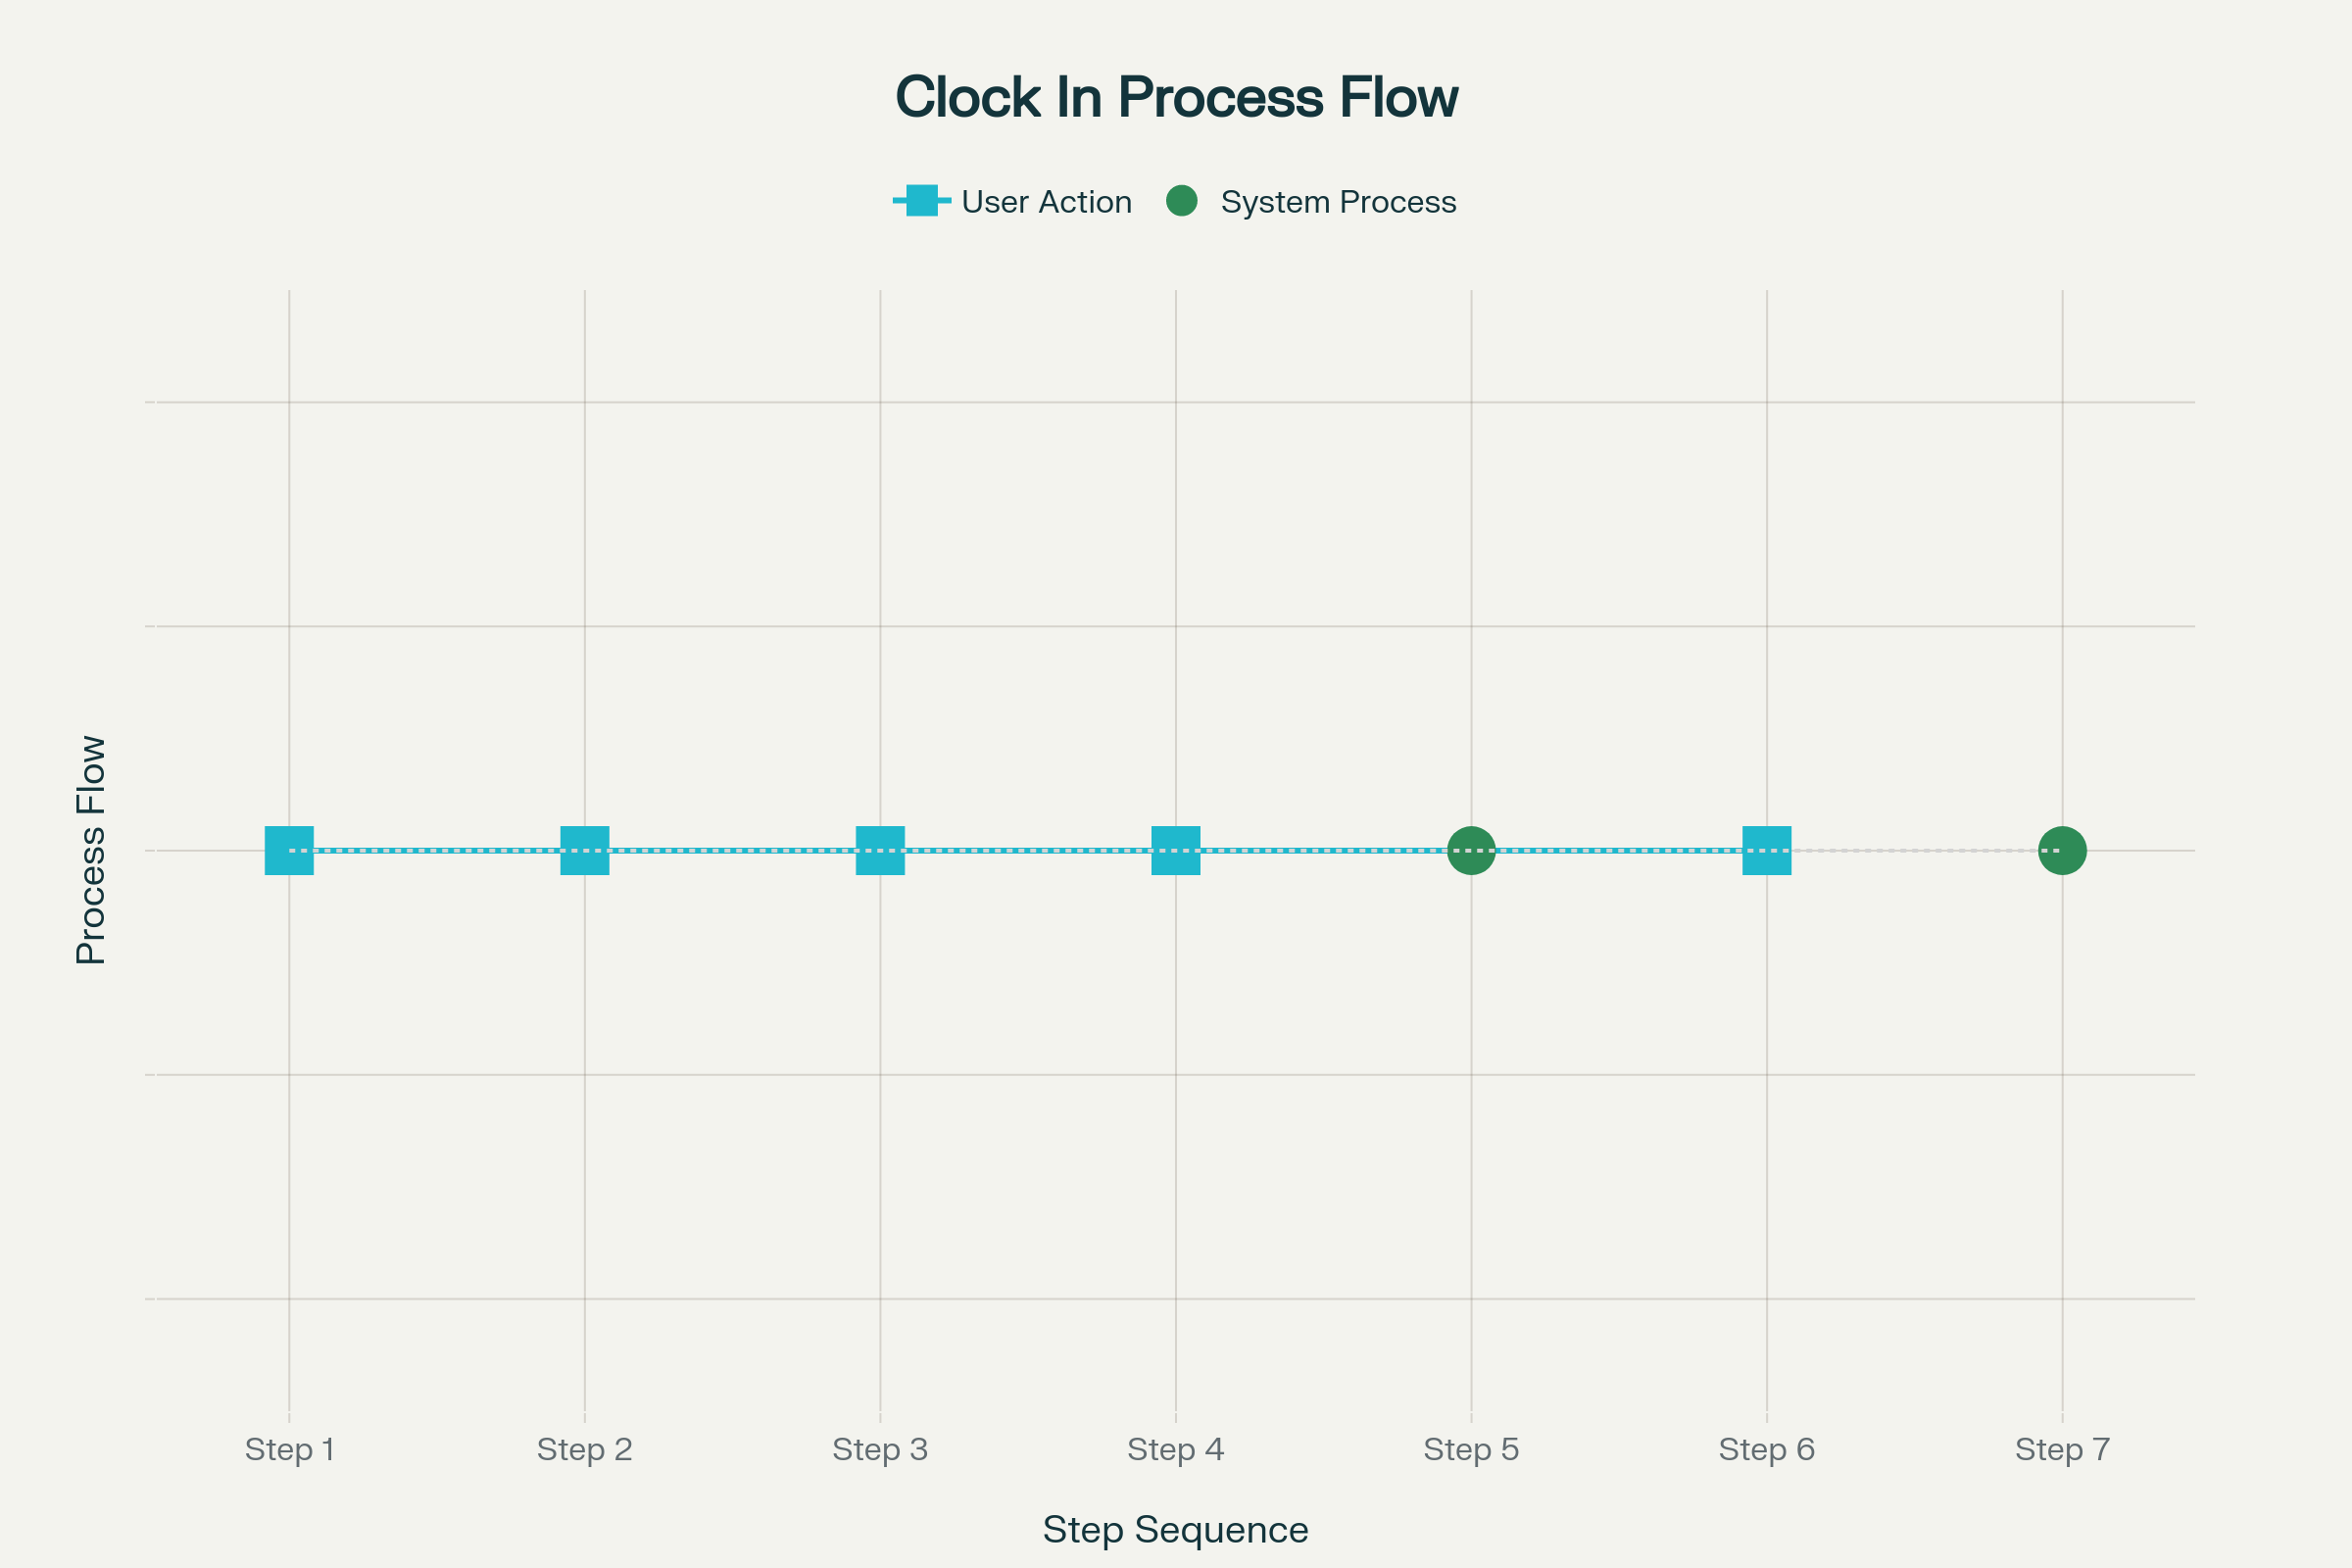 Clock In Process Flow
User Action
System Process
Process Flow
Step 1
Step 2
Step 3
Step 4
Step 5
Step 6
Step 7
Step Sequence